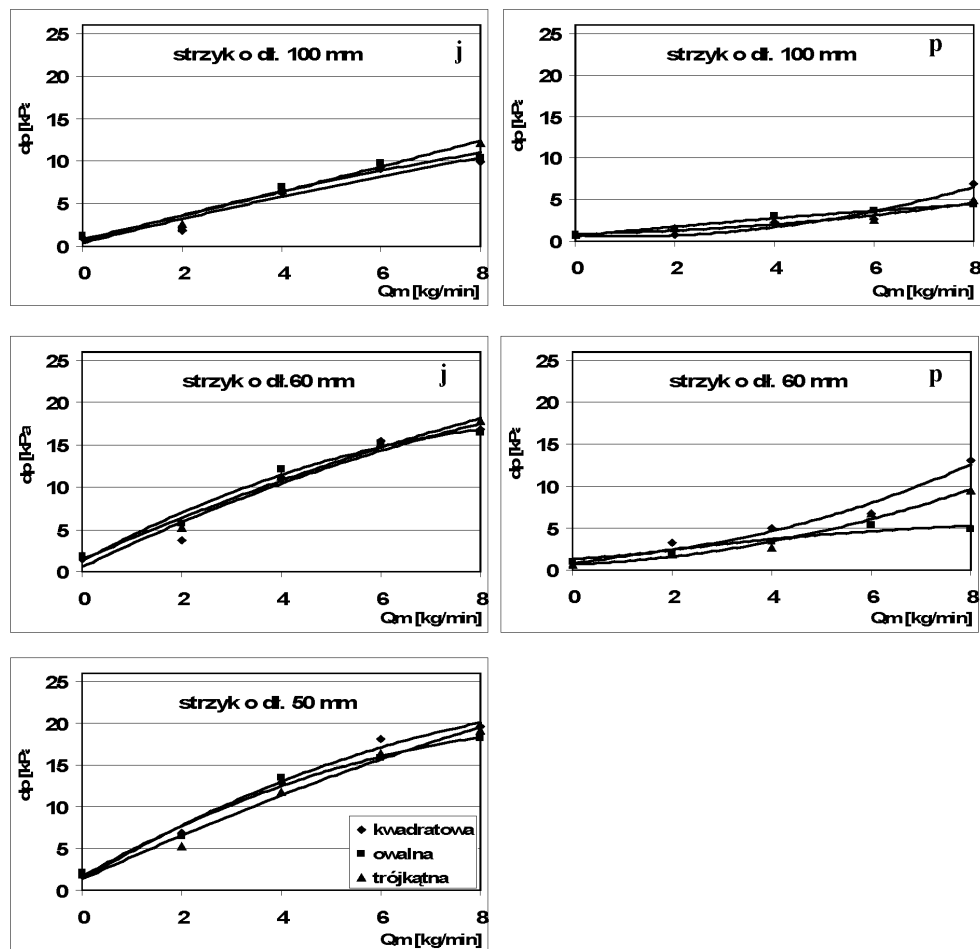 strzyk o dł. 100 mm j
dp [kPa
25
20
15
10
5
0
0 2 4 6 8
Qm [kg/min]
strzyk o dł. 100 mm p
dp [kPa
25
20
15
10
5
0
0 2 4 6 8
Qm [kg/min]
strzyk o dł.60 mm j
dp [kPa
25
20
15
10
5
0
0 2 4 6 8
Qm [kg/min]
strzyk o dł. 60 mm p
dp [kPa
25
20
15
10
5
0
0 2 4 6 8
Qm [kg/min]
strzyk o dł. 50 mm
dp [kPa
25
20
15
10
5
0
0 2 4 6 8
Qm [kg/min]
kwadratowa
owalna
trójkątna